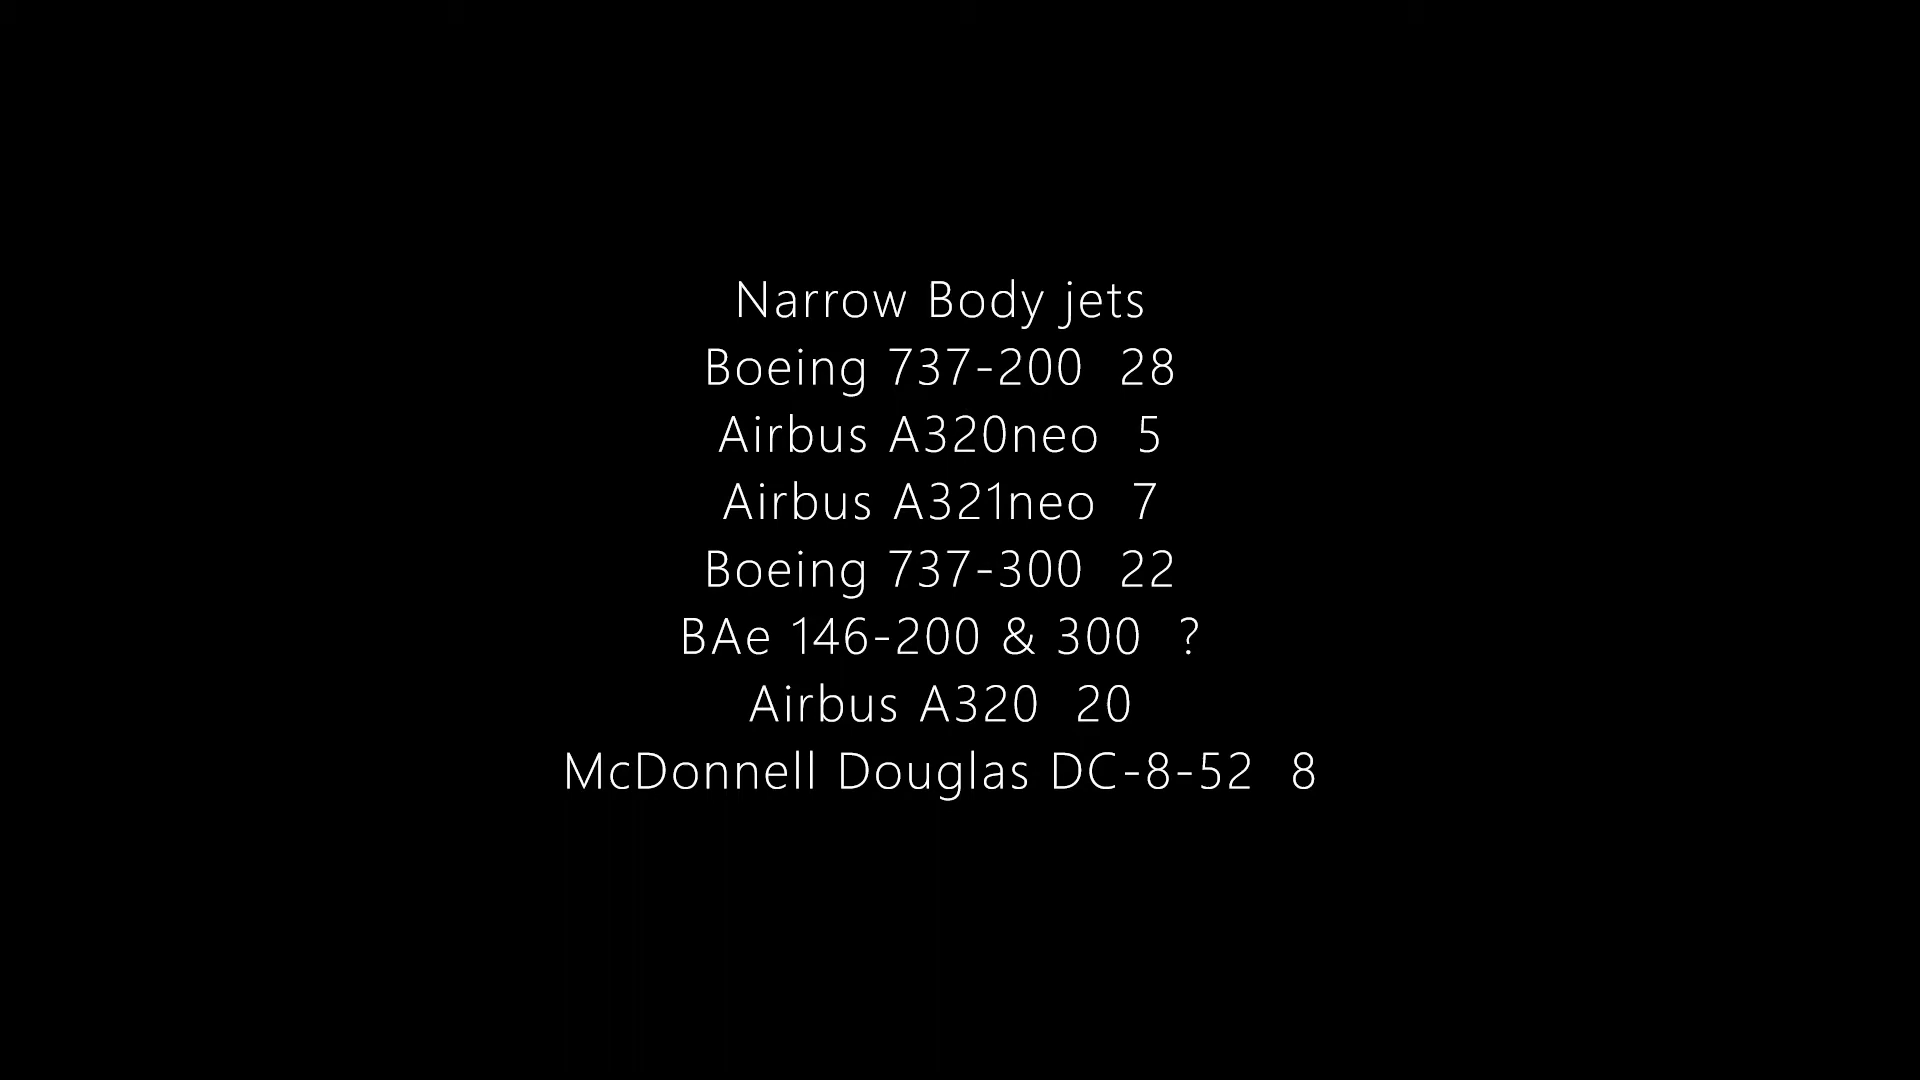 Narrow Body jets
Boeing 737-200  28
Airbus A320neo  5
Airbus A321neo  7
Boeing 737-300  22
BAe 146-200 & 300  ?
Airbus A320  20
McDonnell Douglas DC-8-52  8